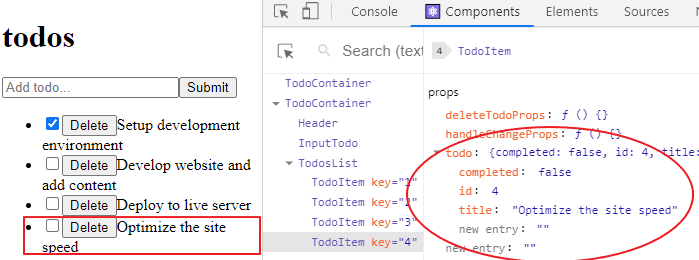 todos
Add todo...
Submit
Delete Setup development
environment
Delete Develop website and
add content
Delete Deploy to live server
Delete Optimize the site
speed
Console Components Elements Sources
Search (text
4 TodoItem
TodoContainer
TodoContainer
Header
InputTodo
TodosList
TodoItem key="1"
TodoItem key="2"
TodoItem key="3"
TodoItem key="4"
props
deleteTodoProps: ƒ () {}
handleChangeProps: ƒ () {}
todo: {completed: false, id: 4, title:
completed: false
id: 4
title: "Optimize the site speed"
new entry: ""
new entry: ""